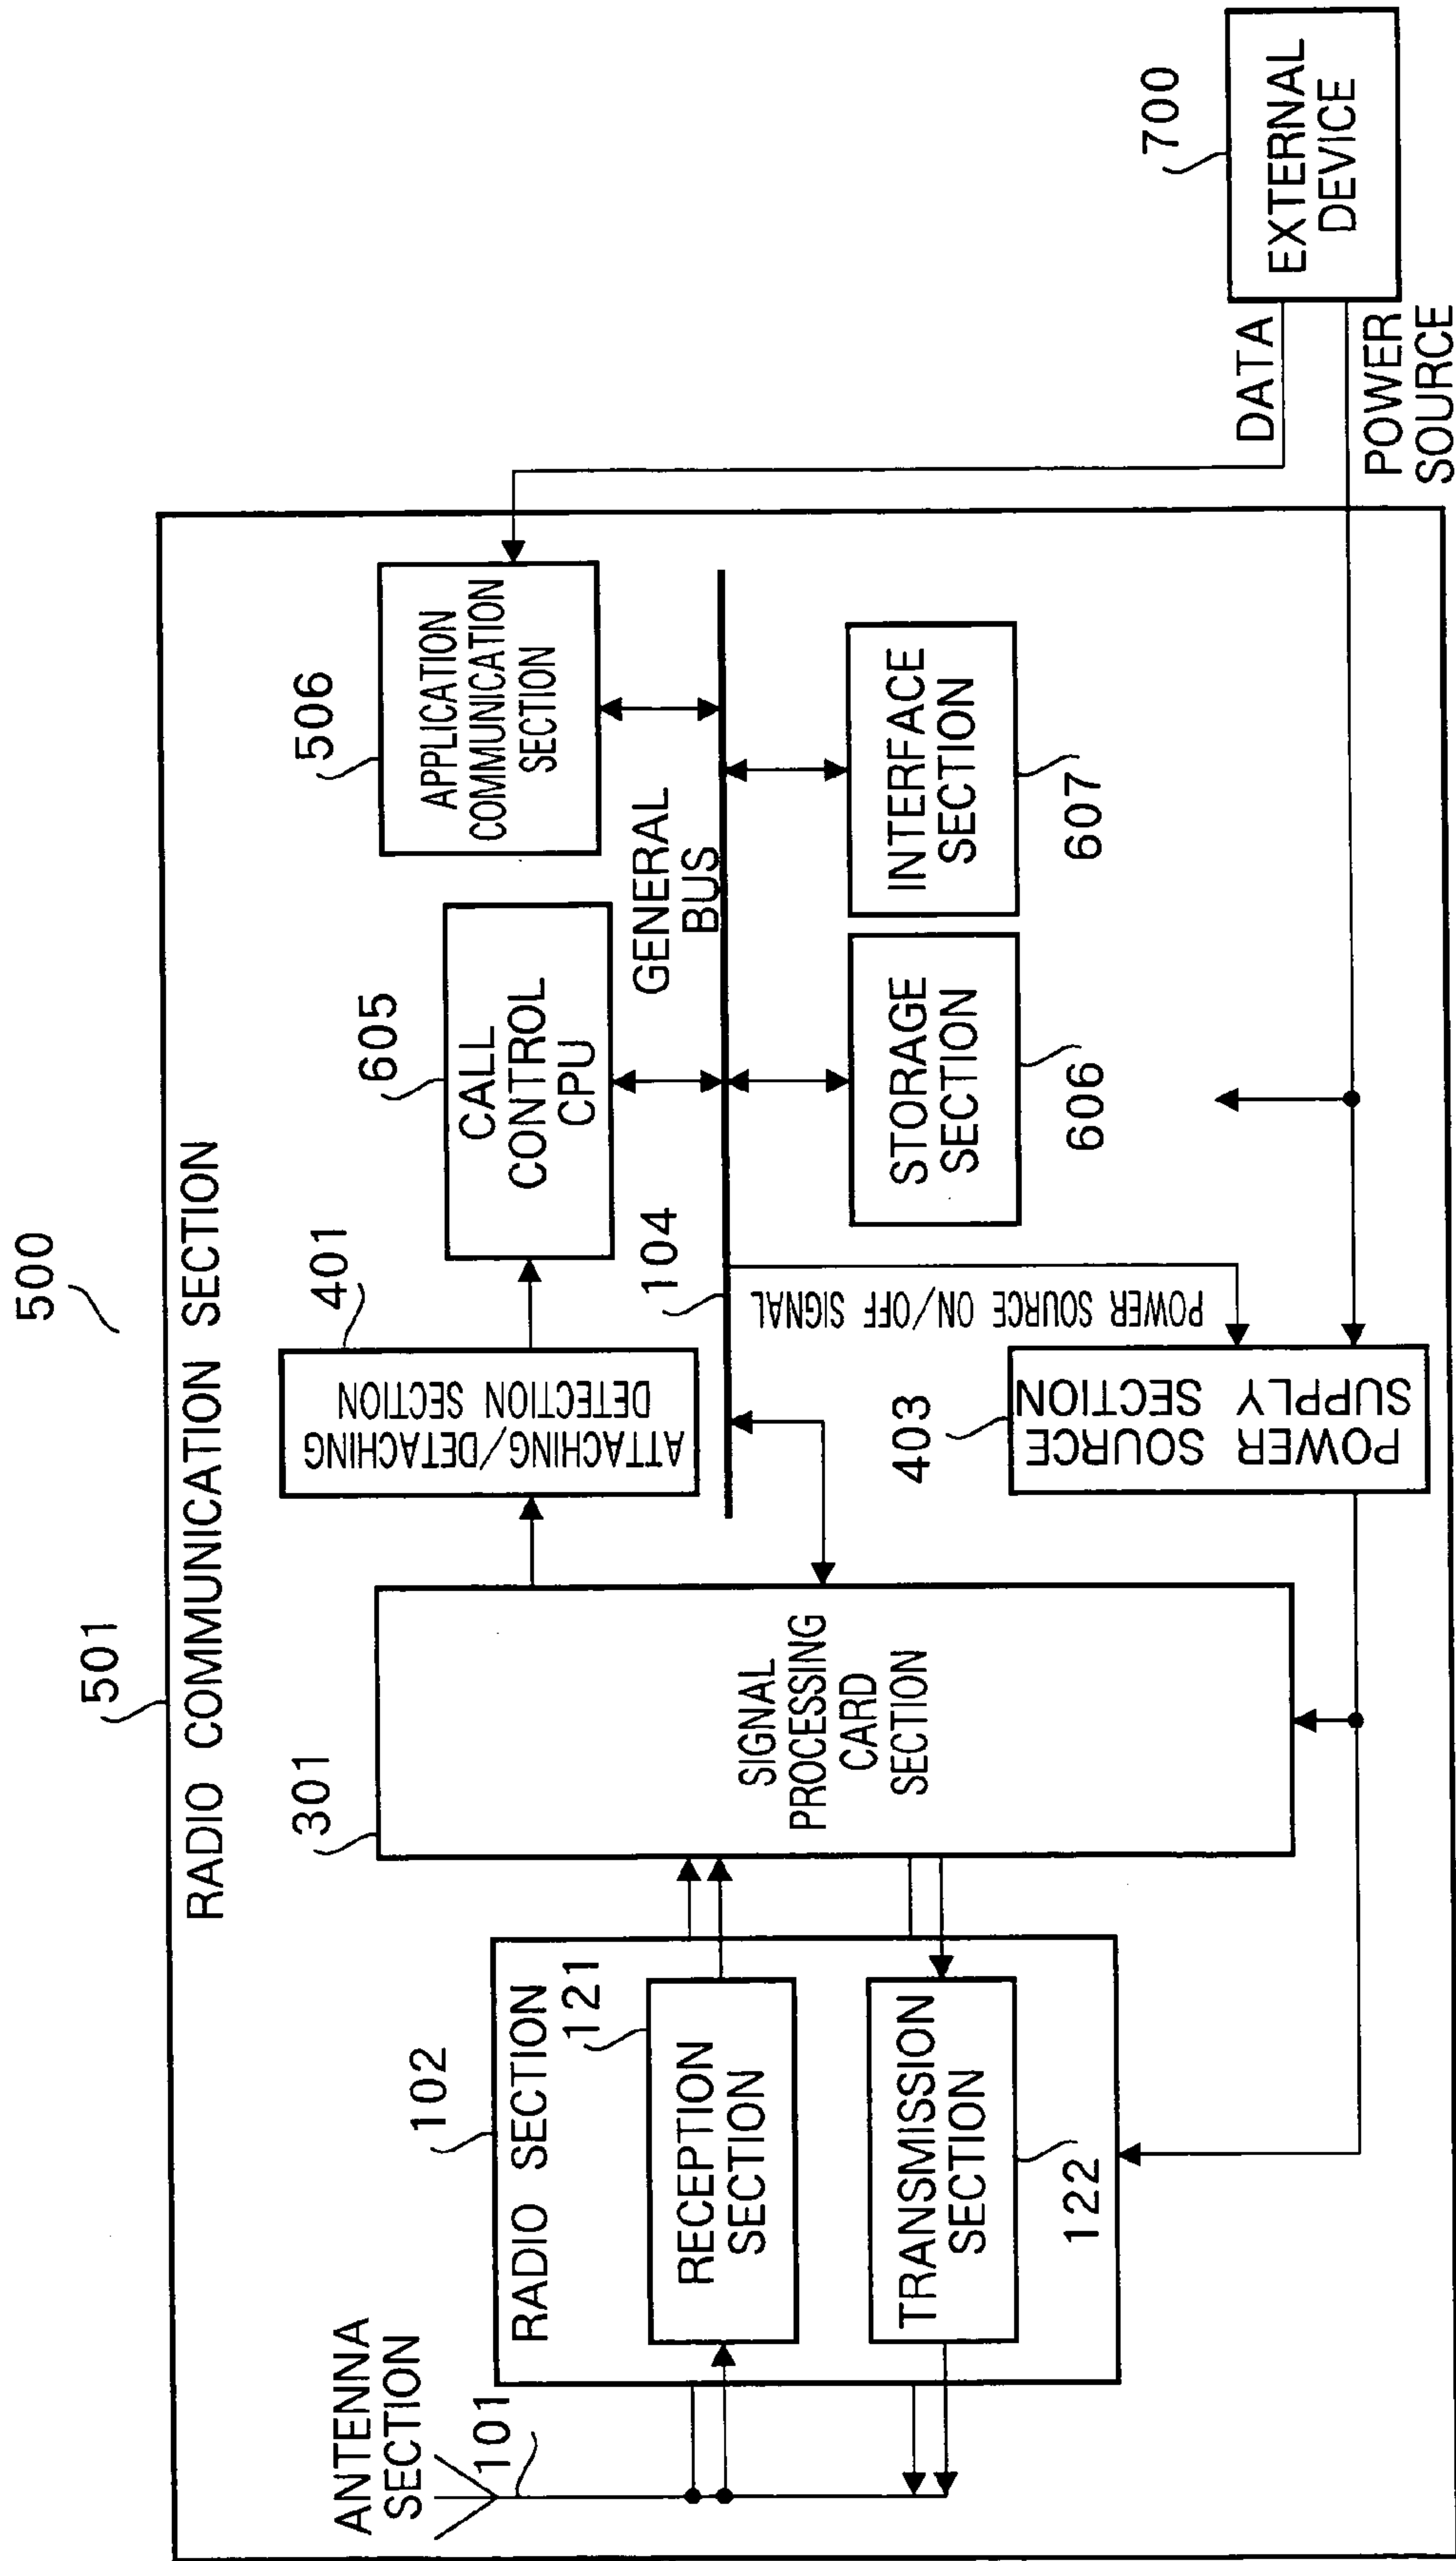 500
501
RADIO COMMUNICATION SECTION
ANTENNA
SECTION
101
102
RADIO SECTION
121
RECEPTION
SECTION
TRANSMISSION
SECTION
122
301
SIGNAL
PROCESSING
CARD
SECTION
401
ATTACHING/DETACHING
DETECTION SECTION
605
CALL
CONTROL
CPU
506
APPLICATION
COMMUNICATION
SECTION
104
GENERAL
BUS
POWER SOURCE ON/OFF SIGNAL
STORAGE
SECTION
606
INTERFACE
SECTION
607
403
POWER SOURCE
SUPPLY SECTION
DATA
POWER
SOURCE
700
EXTERNAL
DEVICE